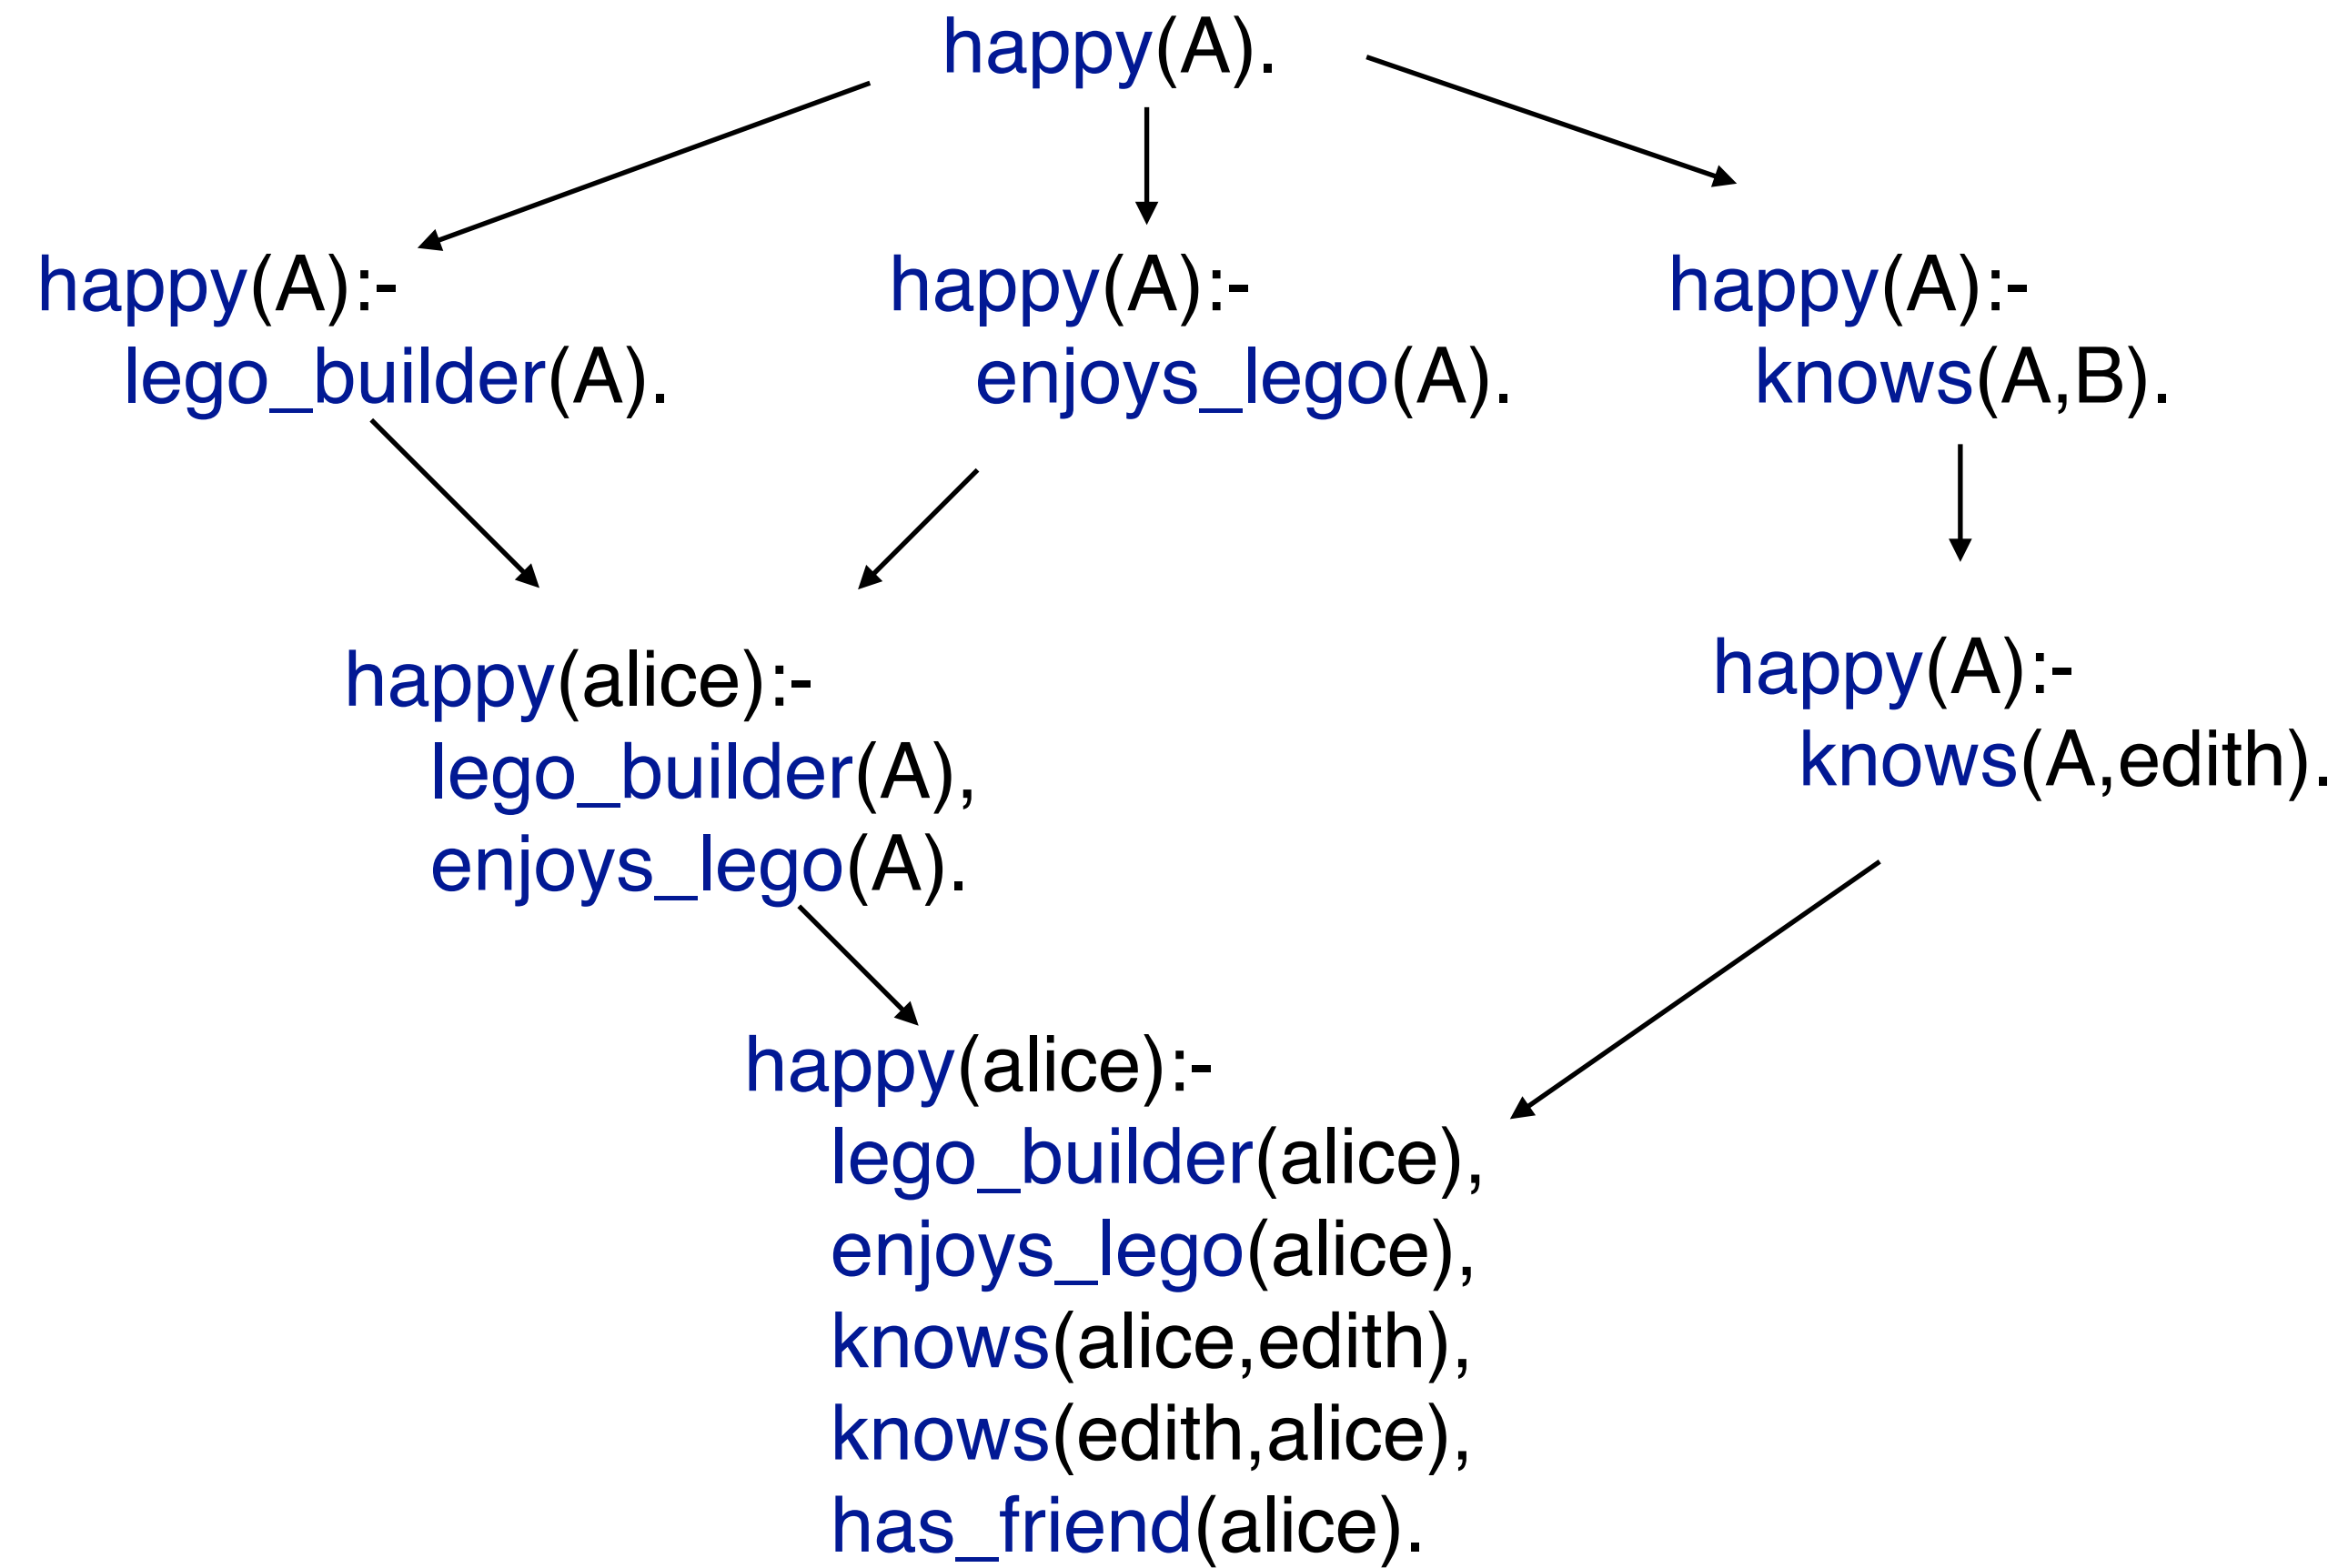 happy(A).
happy(A):-
lego_builder(A).
happy(A):-
enjoys_lego(A).
happy(A):-
knows(A,B).
happy(alice):-
lego_builder(A),
enjoys_lego(A).
happy(A):-
knows(A,edith).
happy(alice):-
lego_builder(alice),
enjoys_lego(alice),
knows(alice,edith),
knows(edith,alice),
has_friend(alice).